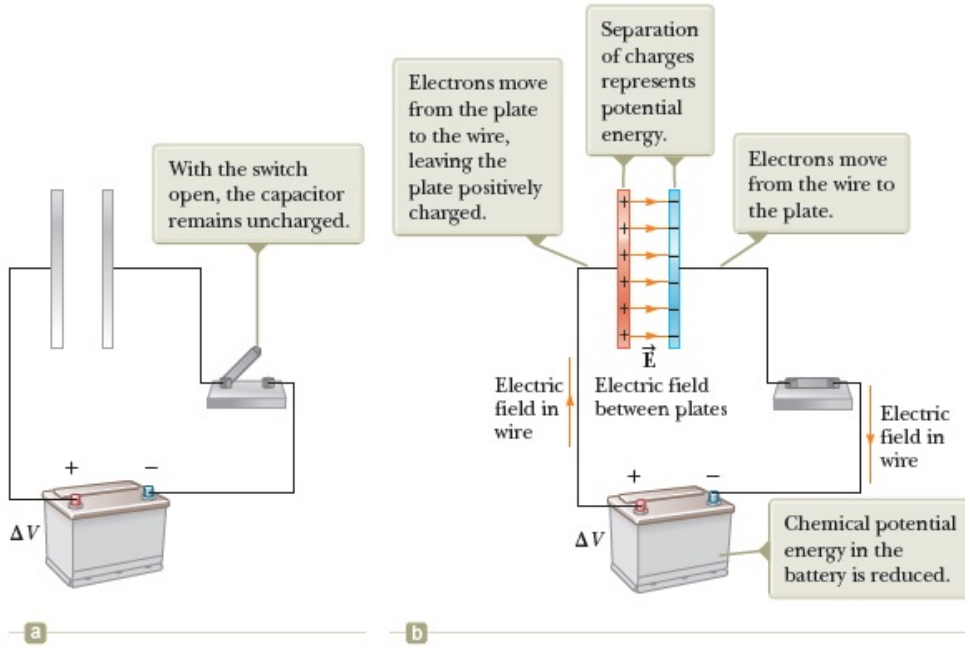 With the switch
open, the capacitor
remains uncharged.
+
−
ΔV
a
Electrons move
from the plate
to the wire,
leaving the
plate positively
charged.
Separation
of charges
represents
potential
energy.
Electrons move
from the wire to
the plate.
+ −
+ −
+ −
+ −
+ −
+ −
E⃗
Electric
field in
wire
Electric field
between plates
Electric
field in
wire
+
−
ΔV
Chemical potential
energy in the
battery is reduced.
b